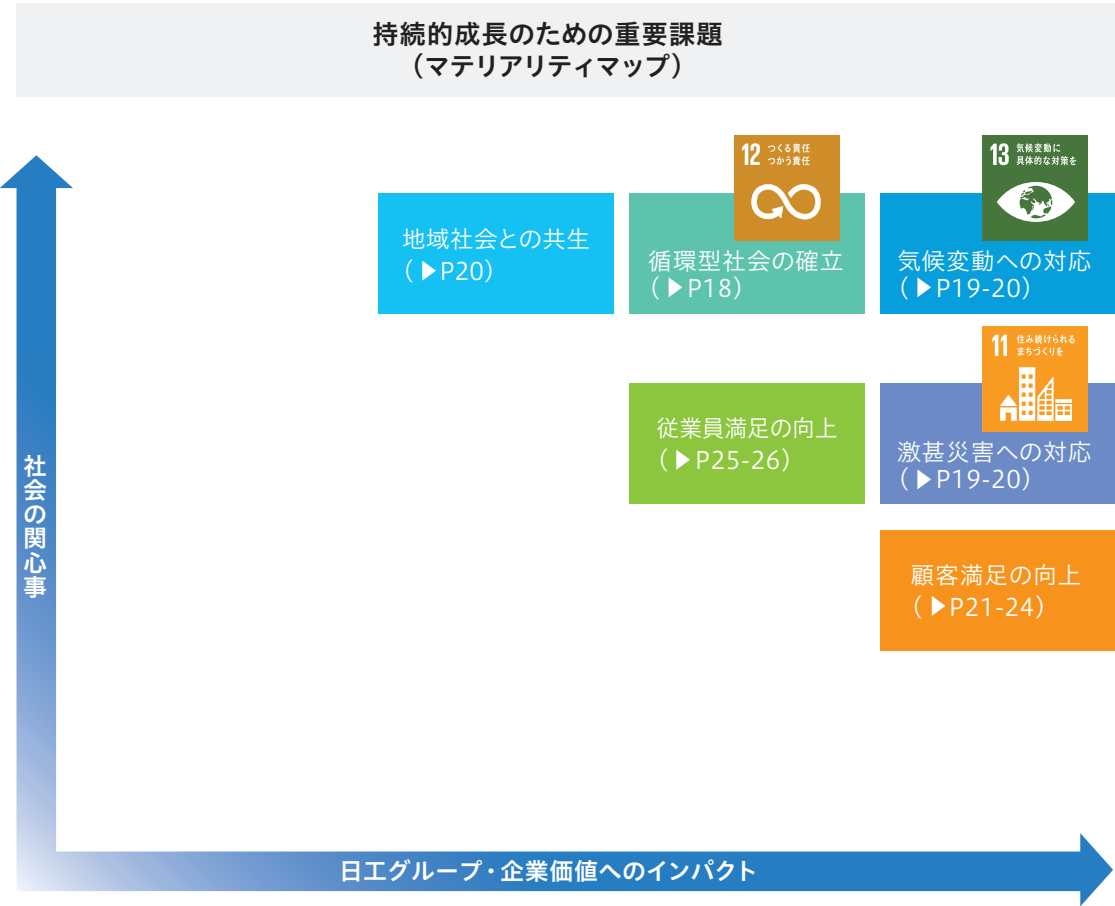 持続的成長のための重要課題
（マテリアリティマップ）
12 つくる責任
つかう責任
13 気候変動に
具体的な対策を
地域社会との共生
（▶P20）
循環型社会の確立
（▶P18）
気候変動への対応
（▶P19-20）
11 住み続けられる
まちづくりを
従業員満足の向上
（▶P25-26）
激甚災害への対応
（▶P19-20）
顧客満足の向上
（▶P21-24）
社会の関心事
日工グループ・企業価値へのインパクト